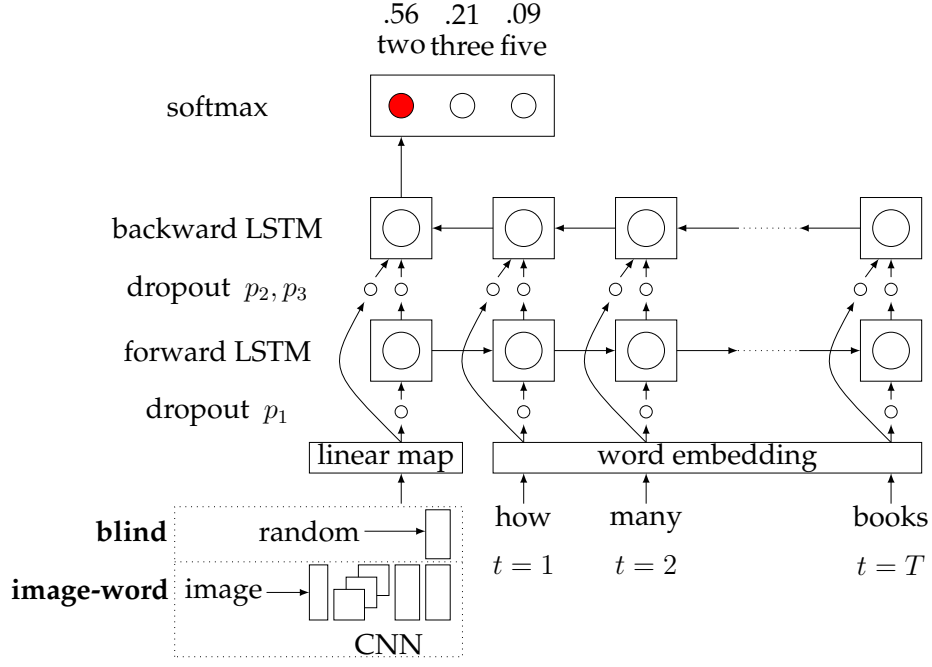 .56 .21 .09
two three five
softmax
backward LSTM
dropout p₂, p₃
forward LSTM
dropout p₁
linear map word embedding
blind random how many books
t = 1 t = 2 t = T
image-word image
CNN